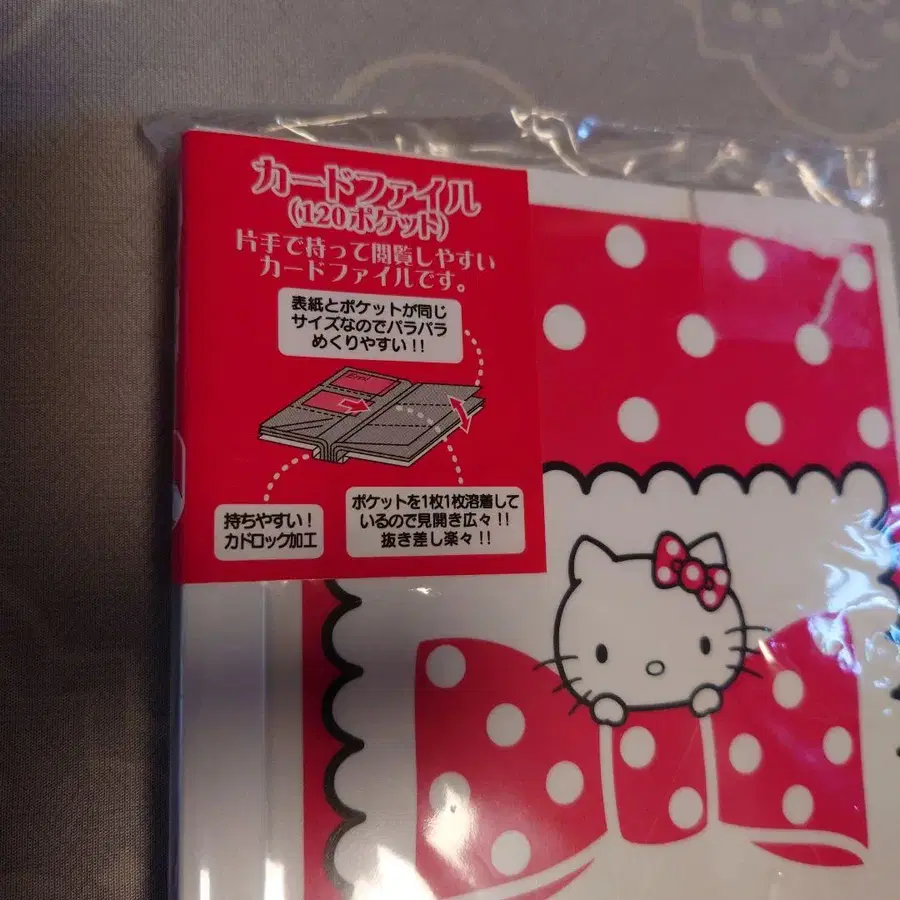 カードファイル
(120ポケット)
片手で持って閲覧しやすい
カードファイルです。
表紙とポケットが同じ
サイズなのでパラパラ
めくりやすい!!
持ちやすい!
カドロック加工
ポケットを1枚1枚溶着して
いるので見開き広々!!
抜き差し楽々!!